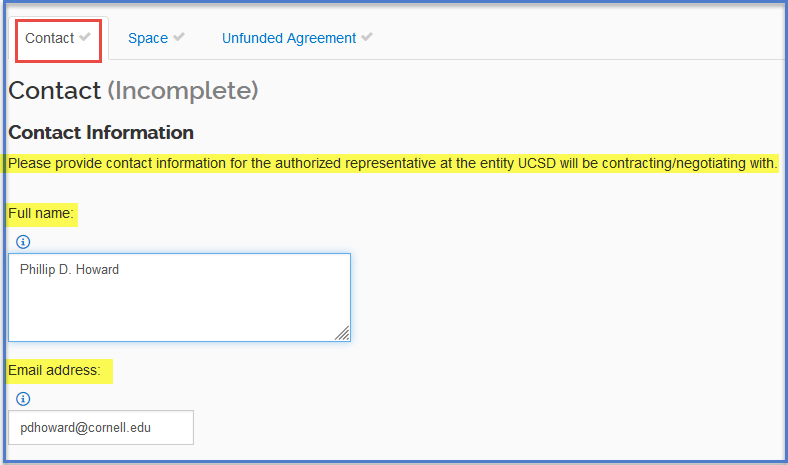 Contact Space Unfunded Agreement
Contact (Incomplete)
Contact Information
Please provide contact information for the authorized representative at the entity UCSD will be contracting/negotiating with.
Full name:
Phillip D. Howard
Email address:
pdhoward@cornell.edu